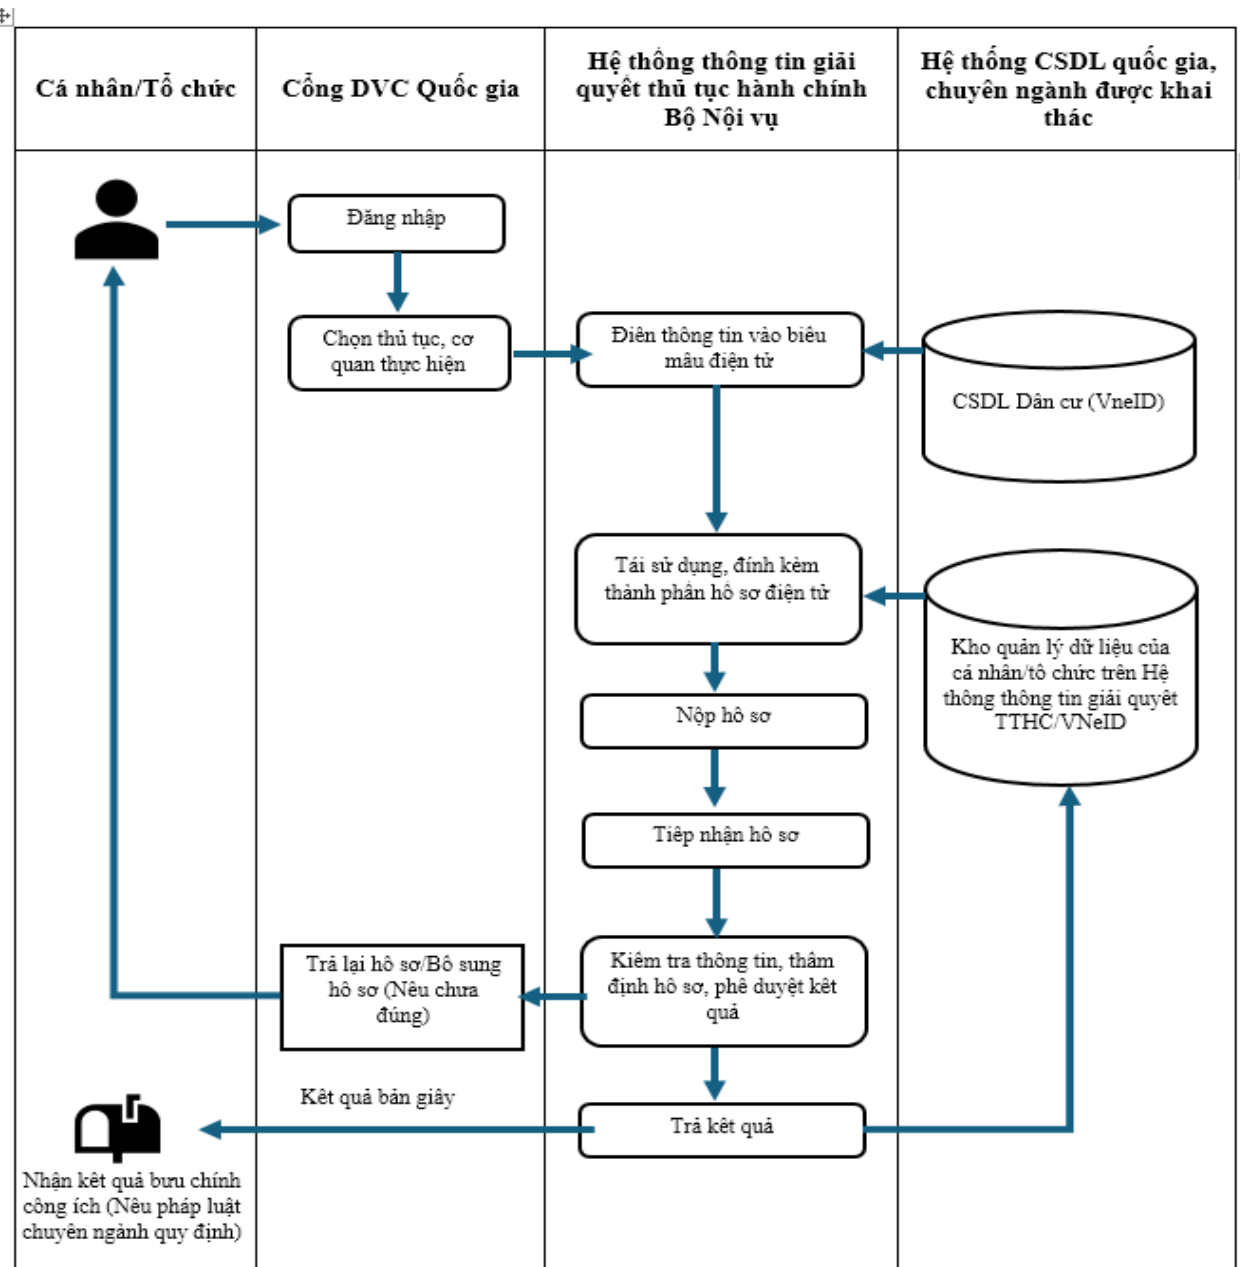 Cá nhân/Tổ chức
Cổng DVC Quốc gia
Hệ thống thông tin giải
quyết thủ tục hành chính
Bộ Nội vụ
Hệ thống CSDL quốc gia,
chuyên ngành được khai
thác
Đăng nhập
Chọn thủ tục, cơ
quan thực hiện
Điền thông tin vào biểu
mẫu điện tử
CSDL Dân cư (VneID)
Tái sử dụng, đính kèm
thành phần hồ sơ điện tử
Kho quản lý dữ liệu của
cá nhân/tổ chức trên Hệ
thông thông tin giải quyết
TTHC/VNeID
Nộp hồ sơ
Tiếp nhận hồ sơ
Kiểm tra thông tin, thẩm
định hồ sơ, phê duyệt kết
quả
Trả lại hồ sơ/Bổ sung
hồ sơ (Nếu chưa
đúng)
Kết quả bản giấy
Trả kết quả
Nhận kết quả bưu chính
công ích (Nếu pháp luật
chuyên ngành quy định)